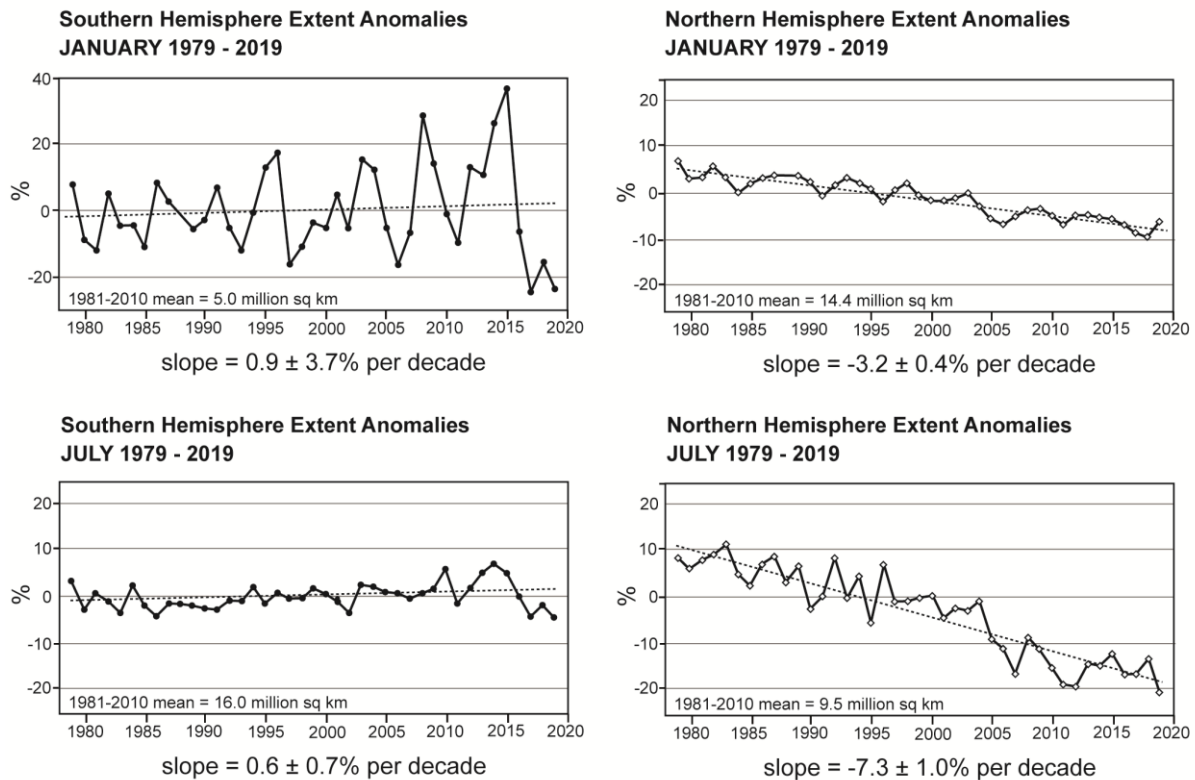 Southern Hemisphere Extent Anomalies
JANUARY 1979 - 2019
%
40
20
0
-20
1981-2010 mean = 5.0 million sq km
1980 1985 1990 1995 2000 2005 2010 2015 2020
slope = 0.9 ± 3.7% per decade
Northern Hemisphere Extent Anomalies
JANUARY 1979 - 2019
%
20
10
0
-10
-20
1981-2010 mean = 14.4 million sq km
1980 1985 1990 1995 2000 2005 2010 2015 2020
slope = -3.2 ± 0.4% per decade
Southern Hemisphere Extent Anomalies
JULY 1979 - 2019
%
20
10
0
-10
-20
1981-2010 mean = 16.0 million sq km
1980 1985 1990 1995 2000 2005 2010 2015 2020
slope = 0.6 ± 0.7% per decade
Northern Hemisphere Extent Anomalies
JULY 1979 - 2019
%
20
10
0
-10
-20
1981-2010 mean = 9.5 million sq km
1980 1985 1990 1995 2000 2005 2010 2015 2020
slope = -7.3 ± 1.0% per decade